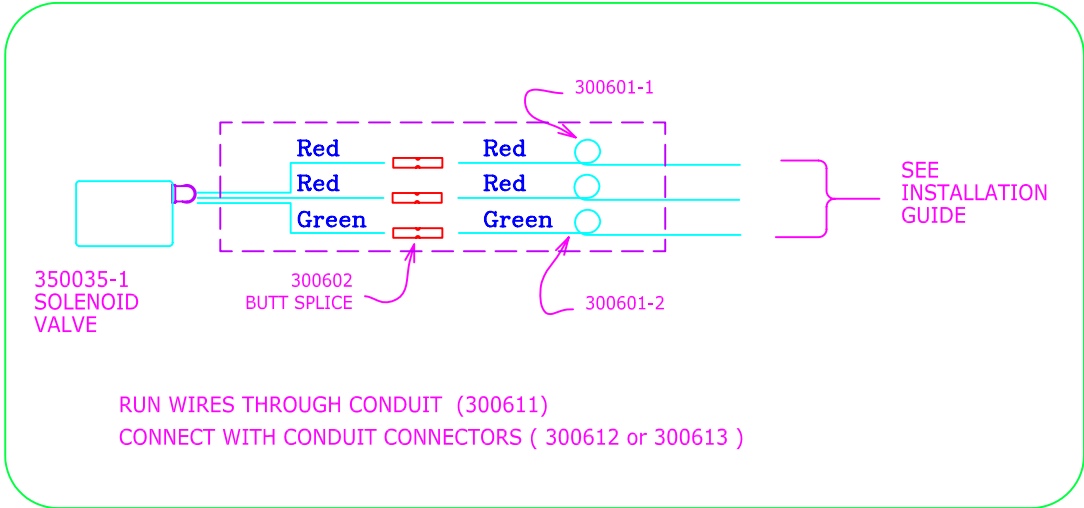 300601-1
Red Red
Red Red
Green Green
SEE
INSTALLATION
GUIDE
350035-1
SOLENOID
VALVE
300602
BUTT SPLICE
300601-2
RUN WIRES THROUGH CONDUIT (300611)
CONNECT WITH CONDUIT CONNECTORS ( 300612 or 300613 )